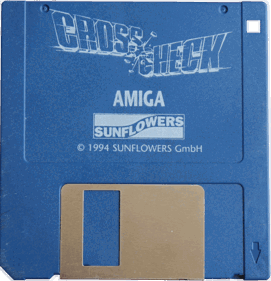 CROSS
CHECK
AMIGA
SUNFLOWERS
© 1994 SUNFLOWERS GmbH